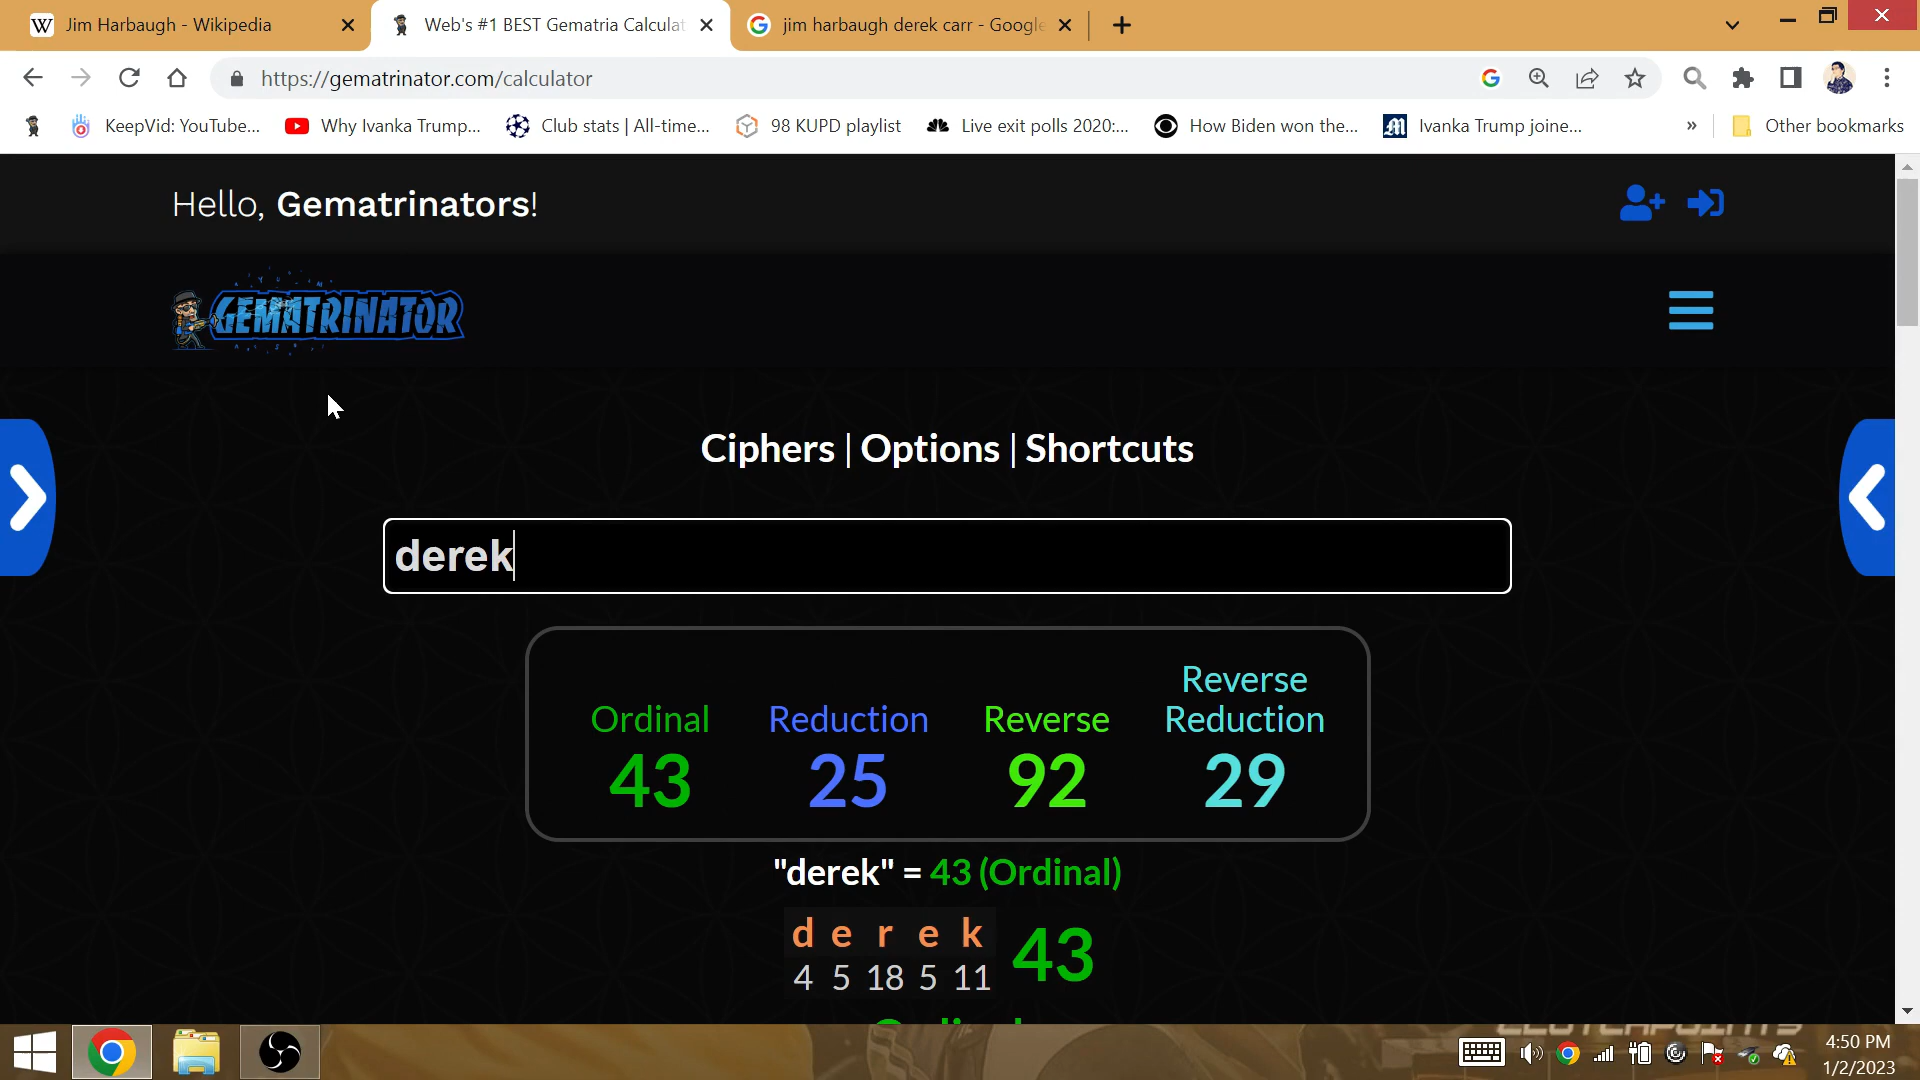 Jim Harbaugh - Wikipedia
Web's #1 BEST Gematria Calculat
jim harbaugh derek carr - Google
https://gematrinator.com/calculator
KeepVid: YouTube...
Why Ivanka Trump...
Club stats | All-time...
98 KUPD playlist
Live exit polls 2020:...
How Biden won the...
Ivanka Trump joine...
»
Other bookmarks
Hello, Gematrinators!
GEMATRINATOR
Ciphers | Options | Shortcuts
derek
Ordinal
43
Reduction
25
Reverse
92
Reverse
Reduction
29
"derek" = 43 (Ordinal)
d e r e k
43
4 5 18 5 11
4:50 PM
1/2/2023